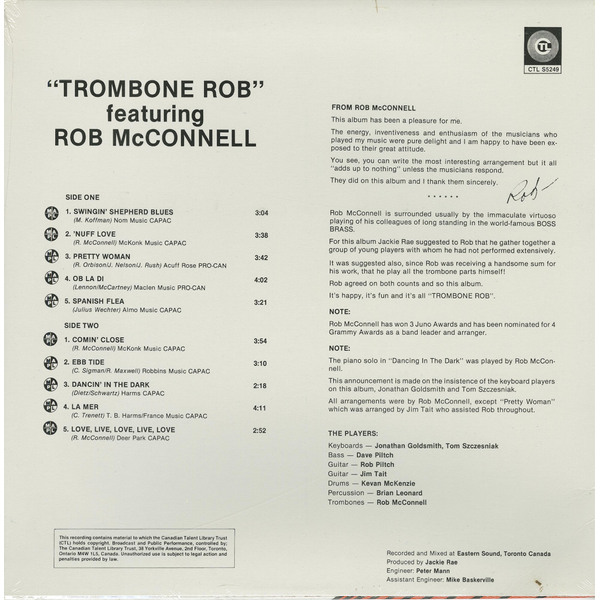 CTL
CTL S5249
"TROMBONE ROB"
featuring
ROB McCONNELL
SIDE ONE
1. SWINGIN' SHEPHERD BLUES 3:04
(M. Koffman) Nom Music CAPAC
2. 'NUFF LOVE 3:38
(R. McConnell) McKonk Music CAPAC
3. PRETTY WOMAN 3:42
(R. Orbison/J. Nelson/J. Rush) Acuff Rose PRO-CAN
4. OB LA DI 4:02
(Lennon/McCartney) Maclen Music PRO-CAN
5. SPANISH FLEA 3:21
(Julius Wechter) Almo Music CAPAC
SIDE TWO
1. COMIN' CLOSE 3:54
(R. McConnell) McKonk Music CAPAC
2. EBB TIDE 3:10
(C. Sigman/R. Maxwell) Robbins Music CAPAC
3. DANCIN' IN THE DARK 2:18
(Dietz/Schwartz) Harms CAPAC
4. LA MER 4:11
(C. Trenett) T. B. Harms/France Music CAPAC
5. LOVE, LIVE, LOVE, LIVE, LOVE 2:52
(R. McConnell) Deer Park CAPAC
This recording contains material to which the Canadian Talent Library Trust
(CTL) holds copyright. Broadcast and Public Performance, controlled by;
The Canadian Talent Library Trust, 38 Yorkville Avenue, 2nd Floor, Toronto,
Ontario M4W 1L5, Canada. Unauthorized use is subject to legal action and
penalties provided by law.
FROM ROB McCONNELL
This album has been a pleasure for me.
The energy, inventiveness and enthusiasm of the musicians who
played my music were pure delight and I am happy to have been ex-
posed to their great attitude.
You see, you can write the most interesting arrangement but it all
"adds up to nothing" unless the musicians respond.
They did on this album and I thank them sincerely.
Rob
Rob McConnell is surrounded usually by the immaculate virtuoso
playing of his colleagues of long standing in the world-famous BOSS
BRASS.
For this album Jackie Rae suggested to Rob that he gather together a
group of young players with whom he had not performed extensively.
It was suggested also, since Rob was receiving a handsome sum for
his work, that he play all the trombone parts himself!
Rob agreed on both counts and so this album.
It's happy, it's fun and it's all "TROMBONE ROB".
NOTE:
Rob McConnell has won 3 Juno Awards and has been nominated for 4
Grammy Awards as a band leader and arranger.
NOTE:
The piano solo in "Dancing In The Dark" was played by Rob McCon-
nell.
This announcement is made on the insistence of the keyboard players
on this album, Jonathan Goldsmith and Tom Szczesniak.
All arrangements were by Rob McConnell, except "Pretty Woman"
which was arranged by Jim Tait who assisted Rob throughout.
THE PLAYERS:
Keyboards — Jonathan Goldsmith, Tom Szczesniak
Bass — Dave Piltch
Guitar — Rob Piltch
Guitar — Jim Tait
Drums — Kevan McKenzie
Percussion — Brian Leonard
Trombones — Rob McConnell
Recorded and Mixed at Eastern Sound, Toronto Canada
Produced by Jackie Rae
Engineer: Peter Mann
Assistant Engineer: Mike Baskerville